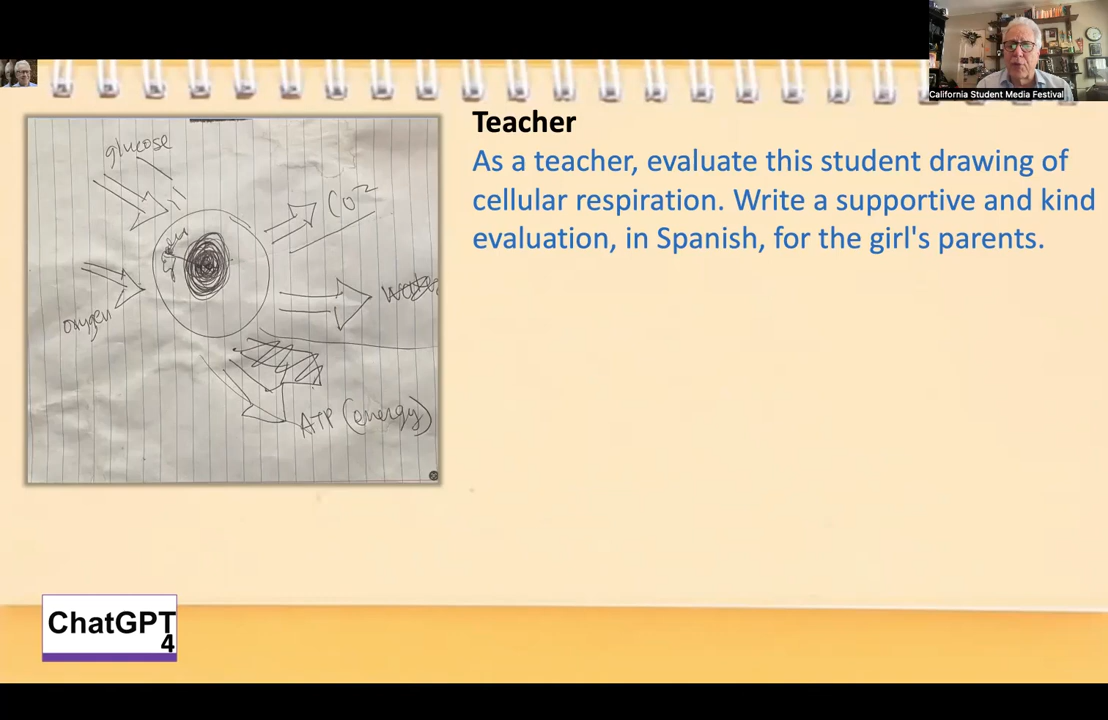 California Student Media Festival
Teacher
As a teacher, evaluate this student drawing of
cellular respiration. Write a supportive and kind
evaluation, in Spanish, for the girl's parents.
glucose
CO²
oxygen
ATP (energy)
ChatGPT
4